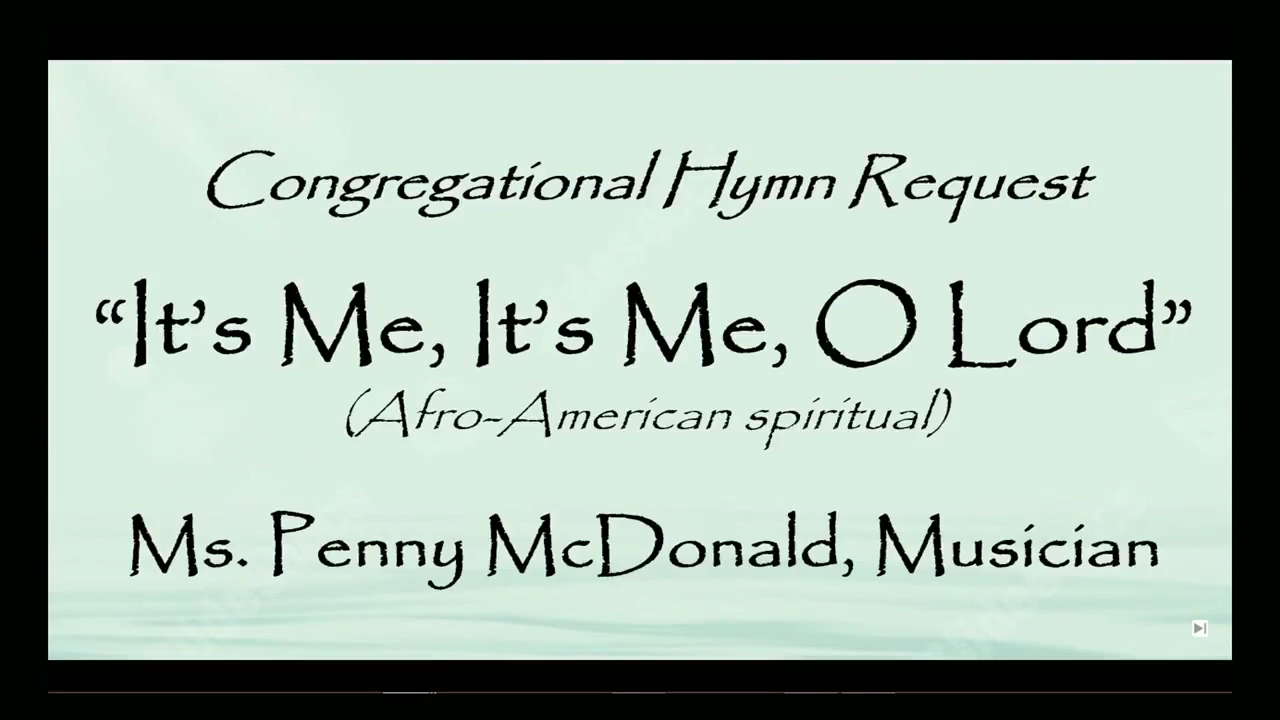 Congregational Hymn Request
“It’s Me, It’s Me, O Lord”
(Afro-American spiritual)
Ms. Penny McDonald, Musician